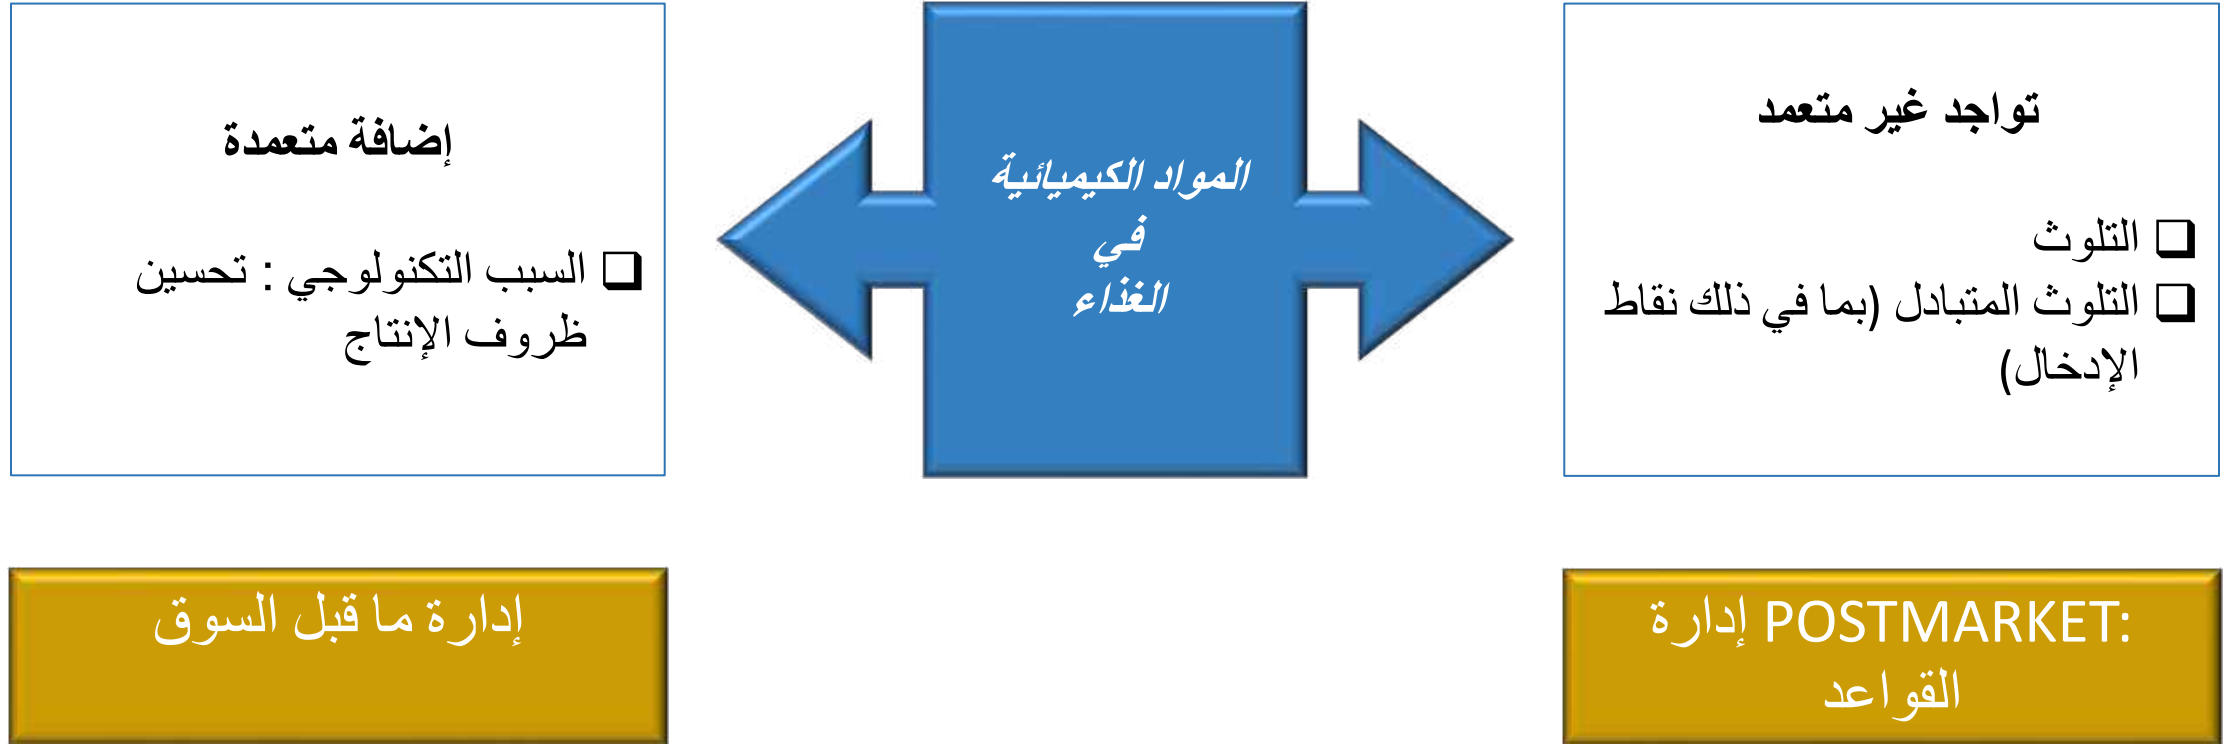 تواجد غير متعمد
❑ التلوث
❑ التلوث المتبادل (بما في ذلك نقاط
الإدخال)
المواد الكيميائية
في
الغذاء
إضافة متعمدة
❑ السبب التكنولوجي : تحسين
ظروف الإنتاج
إدارة POSTMARKET:
القواعد
إدارة ما قبل السوق